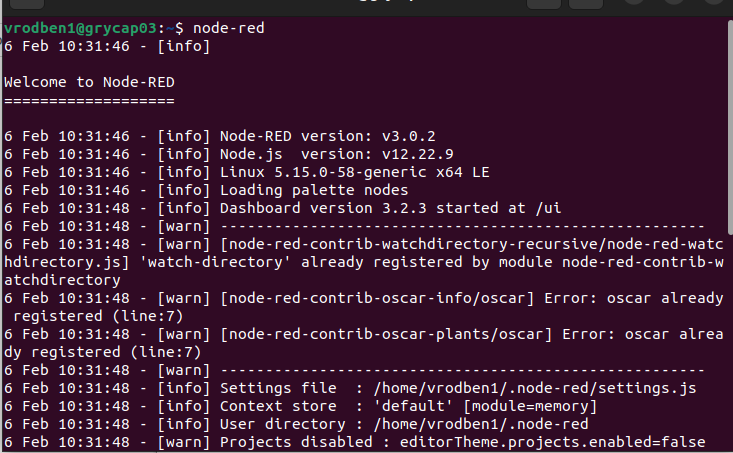 vrodben1@grycap03:~$ node-red
6 Feb 10:31:46 - [info]
Welcome to Node-RED
===================
6 Feb 10:31:46 - [info] Node-RED version: v3.0.2
6 Feb 10:31:46 - [info] Node.js  version: v12.22.9
6 Feb 10:31:46 - [info] Linux 5.15.0-58-generic x64 LE
6 Feb 10:31:46 - [info] Loading palette nodes
6 Feb 10:31:48 - [info] Dashboard version 3.2.3 started at /ui
6 Feb 10:31:48 - [warn] ------------------------------------------------------
6 Feb 10:31:48 - [warn] [node-red-contrib-watchdirectory-recursive/node-red-watc
hdirectory.js] 'watch-directory' already registered by module node-red-contrib-w
atchdirectory
6 Feb 10:31:48 - [warn] [node-red-contrib-oscar-info/oscar] Error: oscar already
 registered (line:7)
6 Feb 10:31:48 - [warn] [node-red-contrib-oscar-plants/oscar] Error: oscar alrea
dy registered (line:7)
6 Feb 10:31:48 - [warn] ------------------------------------------------------
6 Feb 10:31:48 - [info] Settings file  : /home/vrodben1/.node-red/settings.js
6 Feb 10:31:48 - [info] Context store  : 'default' [module=memory]
6 Feb 10:31:48 - [info] User directory : /home/vrodben1/.node-red
6 Feb 10:31:48 - [warn] Projects disabled : editorTheme.projects.enabled=false